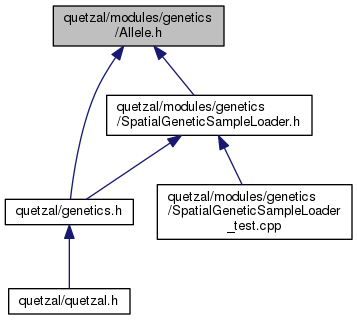 quetzal/modules/genetics
/Allele.h
quetzal/modules/genetics
/SpatialGeneticSampleLoader.h
quetzal/genetics.h
quetzal/modules/genetics
/SpatialGeneticSampleLoader
_test.cpp
quetzal/quetzal.h